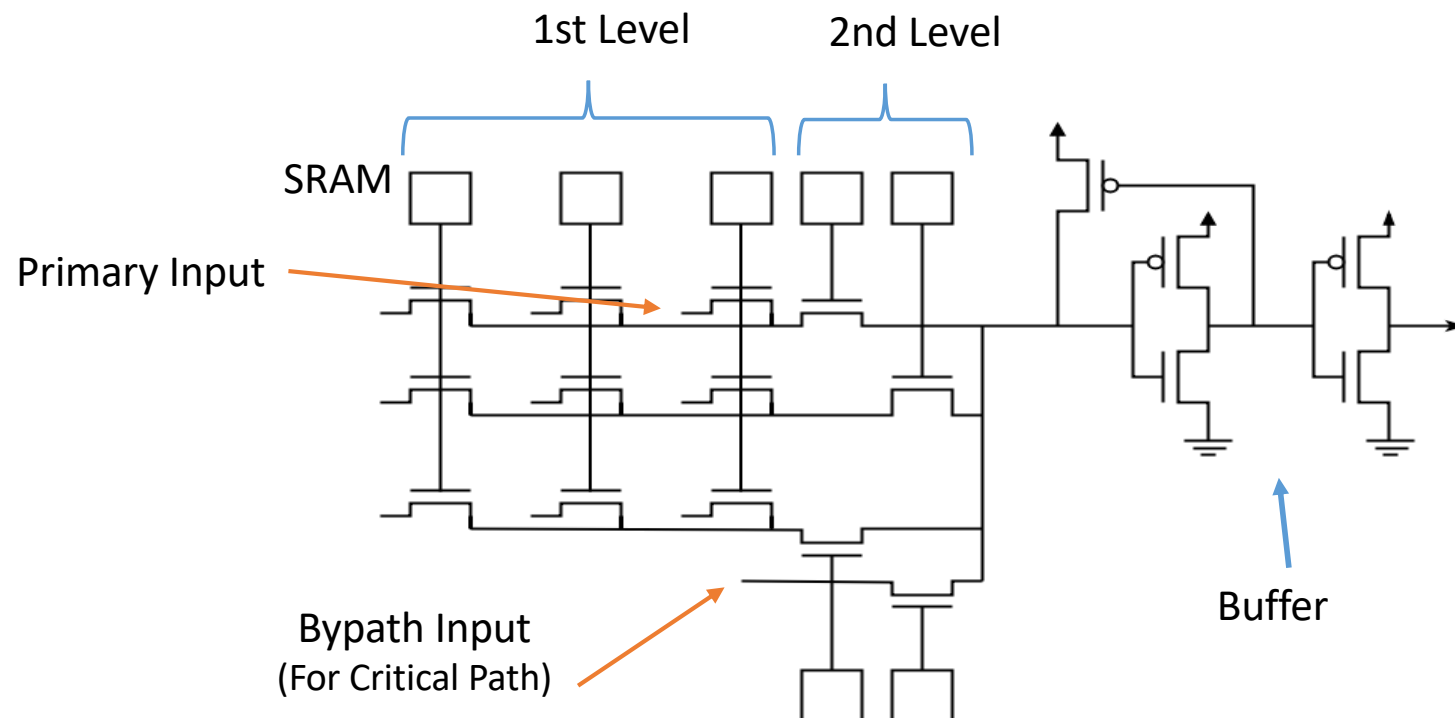 1st Level
2nd Level
SRAM
Primary Input
Bypath Input
(For Critical Path)
Buffer